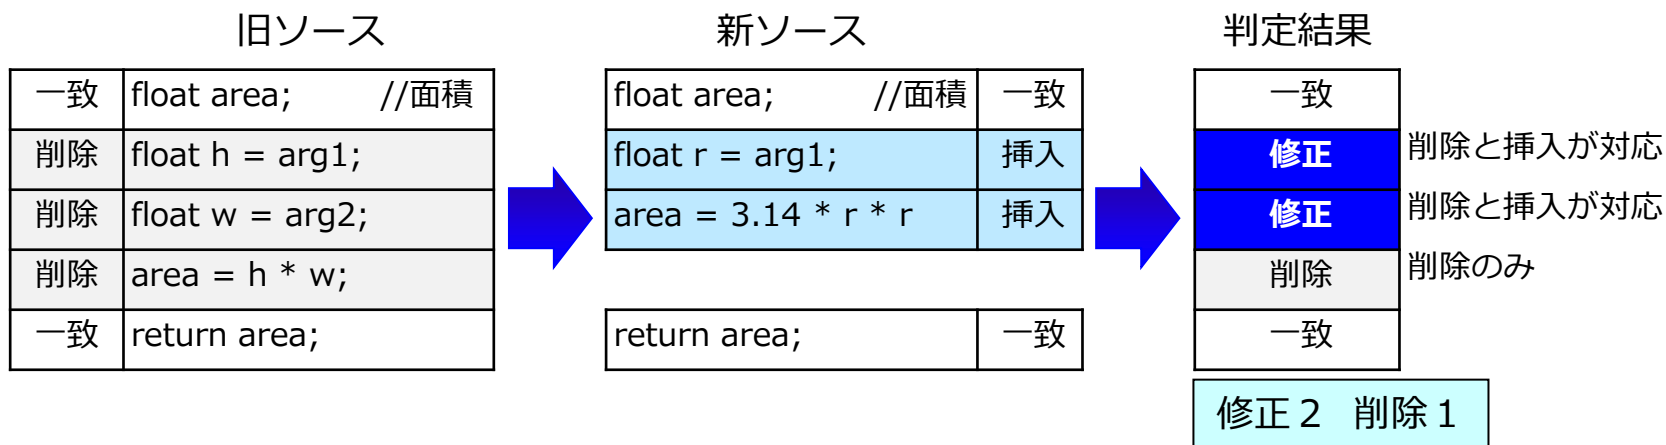 旧ソース 新ソース 判定結果
一致 float area; //面積 float area; //面積 一致 一致
削除 float h = arg1; float r = arg1; 挿入 修正 削除と挿入が対応
削除 float w = arg2; area = 3.14 * r * r 挿入 修正 削除と挿入が対応
削除 area = h * w; 削除 削除のみ
一致 return area; return area; 一致 一致
修正２ 削除１